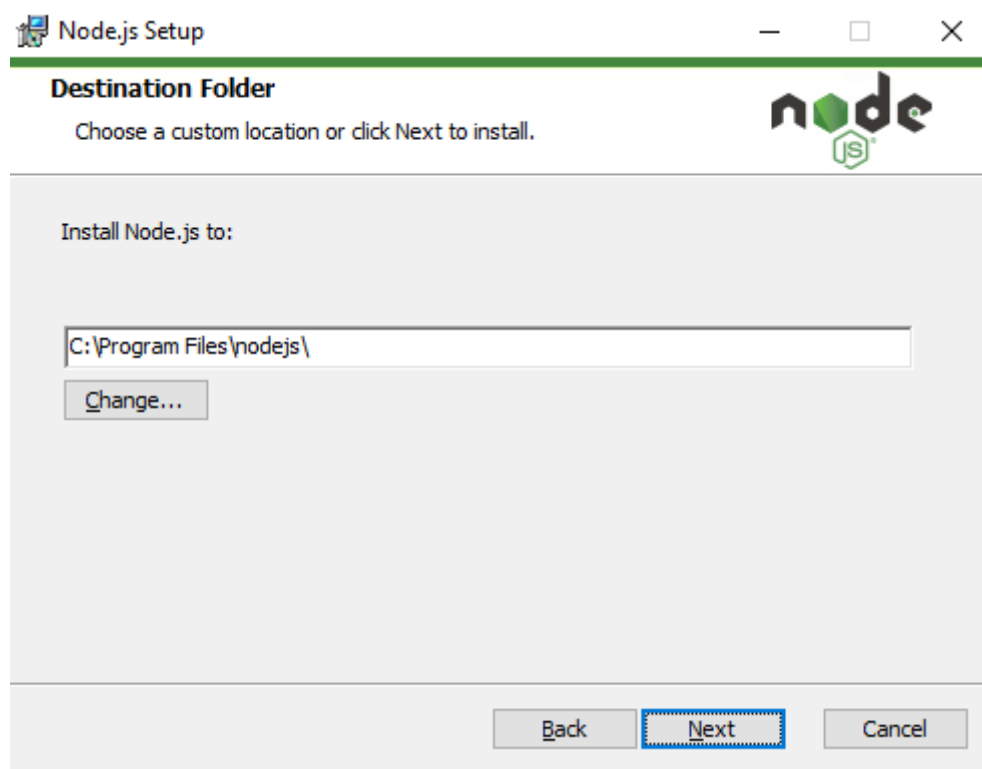 Node.js Setup
Destination Folder
Choose a custom location or click Next to install.
node
JS
Install Node.js to:
C:\Program Files\nodejs\
Change...
Back Next Cancel